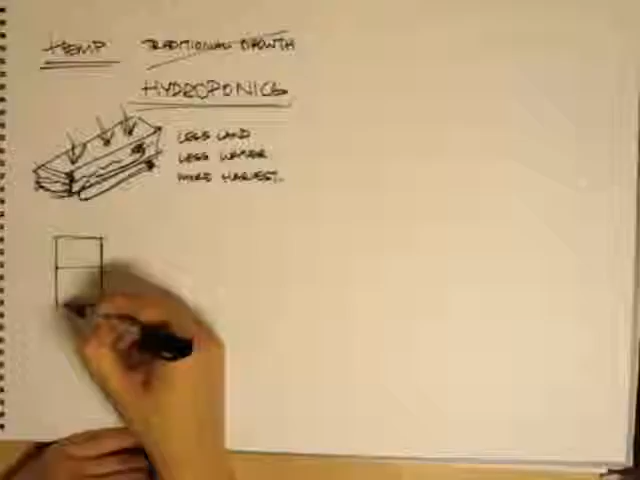 HEMP TRADITIONAL GROWTH
HYDROPONICS
LESS LAND
LESS WATER
MORE HARVEST.